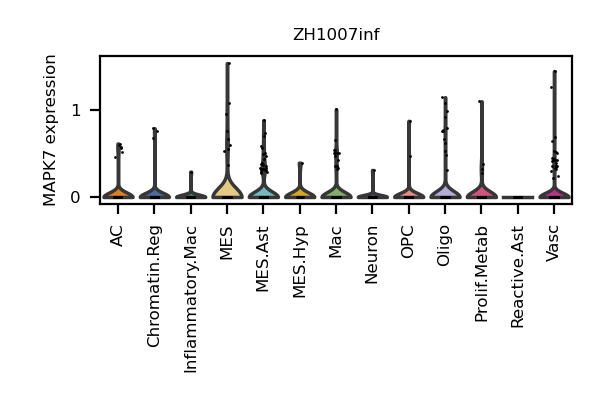 ZH1007inf
MAPK7 expression
1
0
AC
Chromatin.Reg
Inflammatory.Mac
MES
MES.Ast
MES.Hyp
Mac
Neuron
OPC
Oligo
Prolif.Metab
Reactive.Ast
Vasc